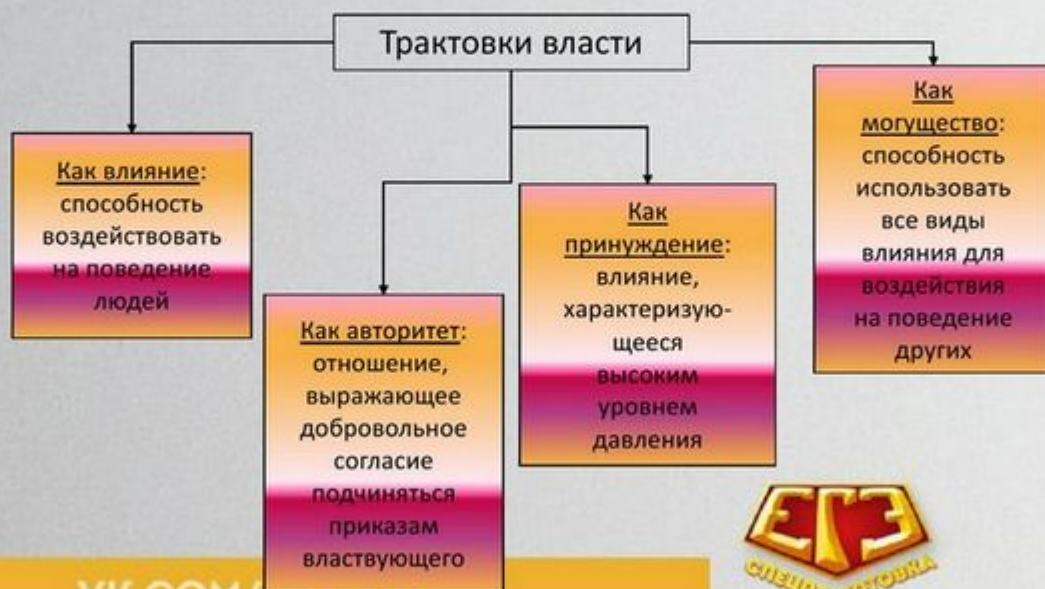 Трактовки власти
Как влияние:
способность
воздействовать
на поведение
людей
Как авторитет:
отношение,
выражающее
добровольное
согласие
подчиняться
приказам
властвующего
Как
принуждение:
влияние,
характеризую-
щееся
высоким
уровнем
давления
Как
могущество:
способность
использовать
все виды
влияния для
воздействия
на поведение
других
ЕГЭ
VK.COM/